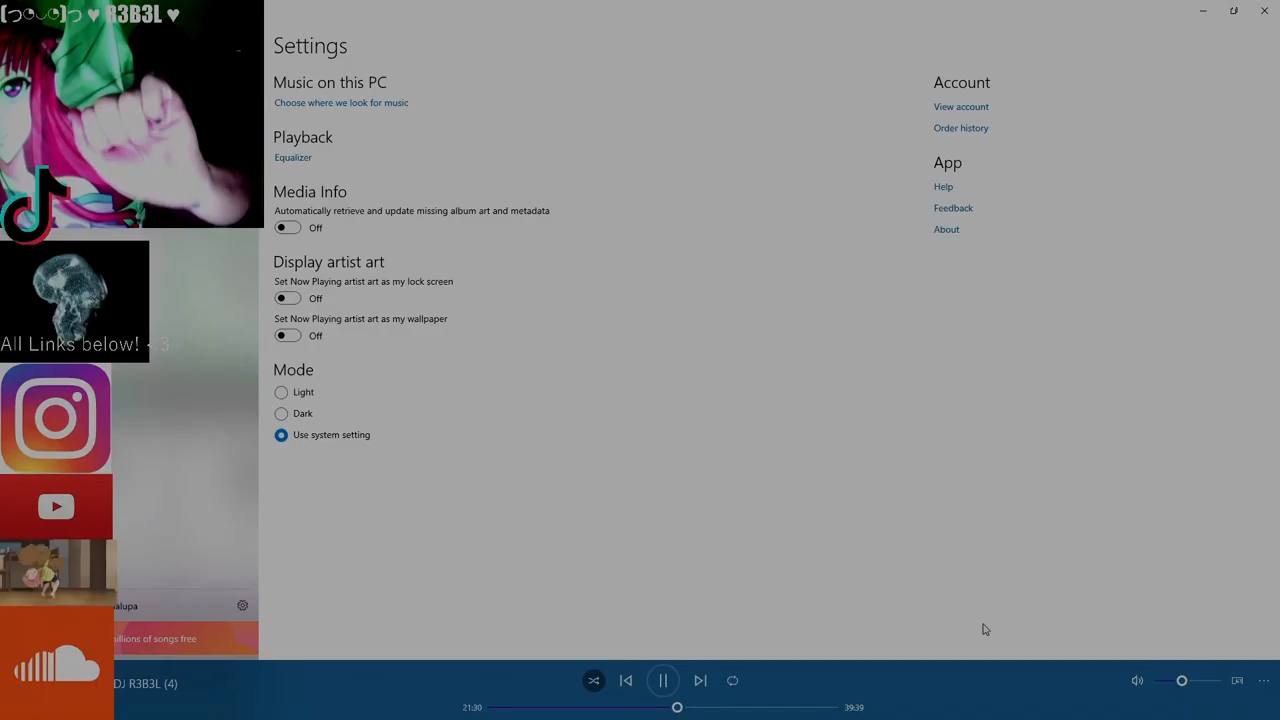 (つ◔◡◔)つ ♥ R3B3L ♥
Settings
Music on this PC
Choose where we look for music
Playback
Equalizer
Media Info
Automatically retrieve and update missing album art and metadata
Off
Display artist art
Set Now Playing artist art as my lock screen
Off
Set Now Playing artist art as my wallpaper
Off
Mode
Light
Dark
Use system setting
Account
View account
Order history
App
Help
Feedback
About
All Links below! <3
alupa
illions of songs free
DJ R3B3L (4)
21:30
39:39